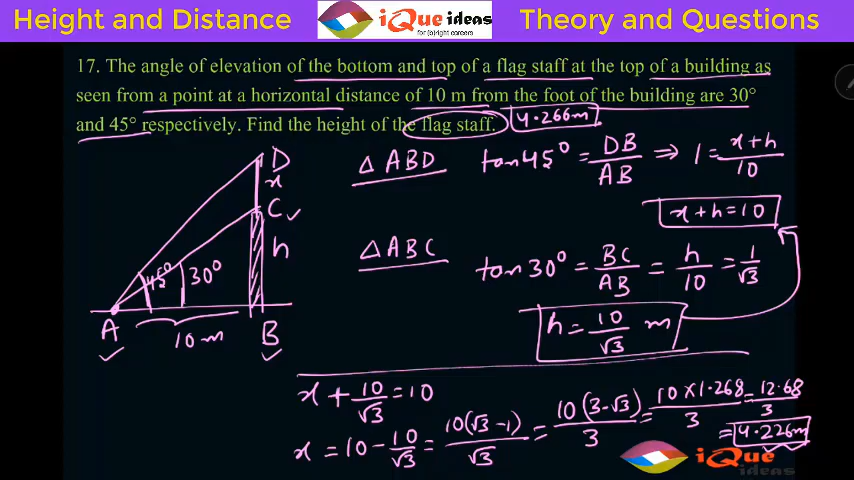 Height and Distance
iQue ideas
for (b)right careers
Theory and Questions
17. The angle of elevation of the bottom and top of a flag staff at the top of a building as
seen from a point at a horizontal distance of 10 m from the foot of the building are 30°
and 45° respectively. Find the height of the flag staff. 4.266m
D
x
C
h
45°
30°
A
B
10 m
△ ABD tan45° = DB/AB ⇒ 1 = x+h/10
x+h=10
△ABC
tan30° = BC/AB = h/10 = 1/√3
h = 10/√3 m
x + 10/√3 = 10
x = 10 - 10/√3 = 10(√3 -1)/√3 = 10(3-√3)/3 = 10×1.268/3 = 12.68/3
= 4.226m
iQue
ideas